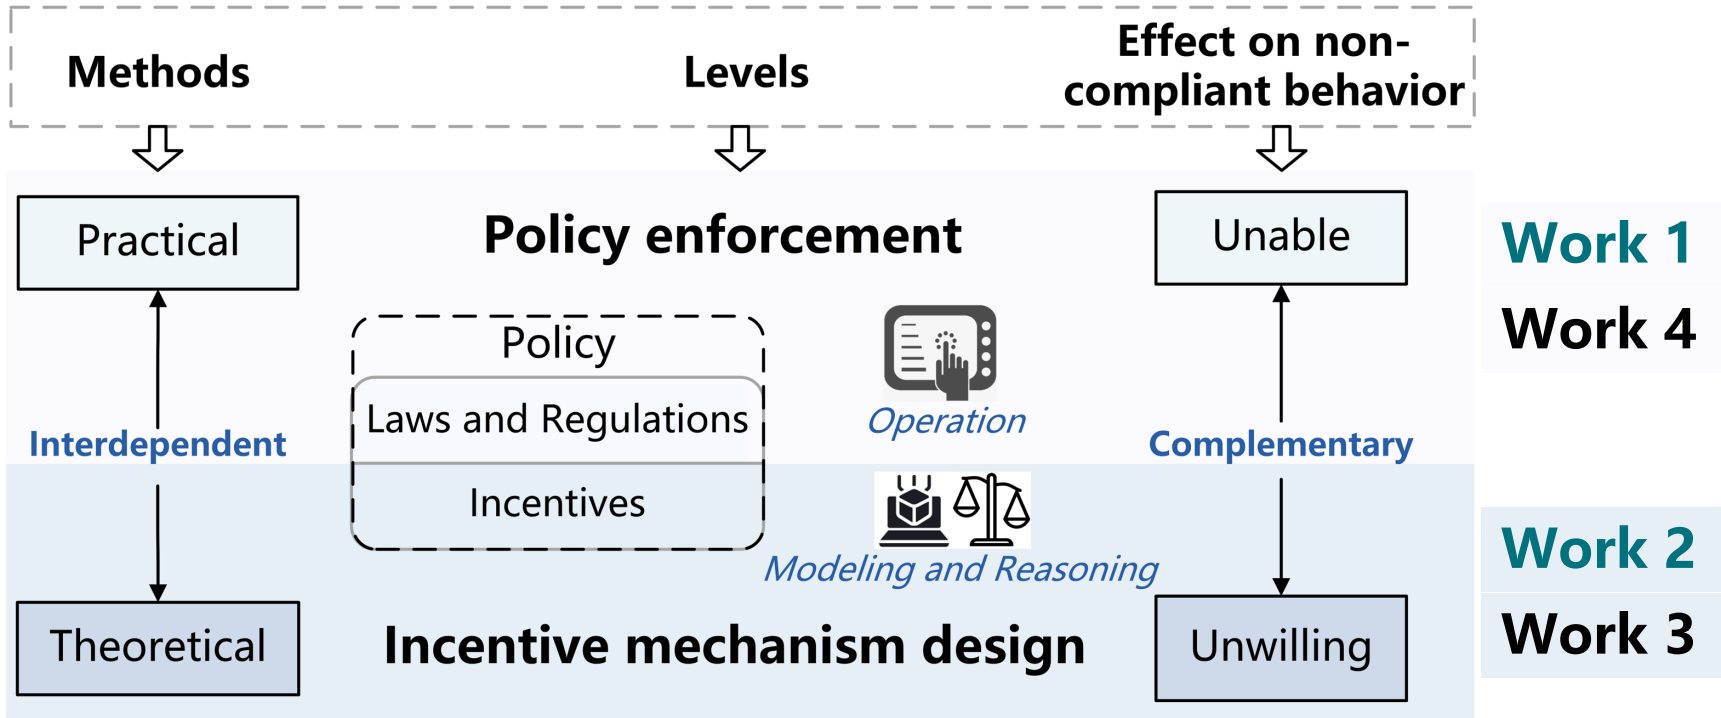 Methods
Levels
Effect on non-
compliant behavior
Practical
Policy enforcement
Unable
Work 1
Work 4
Policy
Laws and Regulations
Operation
Interdependent
Complementary
Incentives
Modeling and Reasoning
Work 2
Theoretical
Incentive mechanism design
Unwilling
Work 3